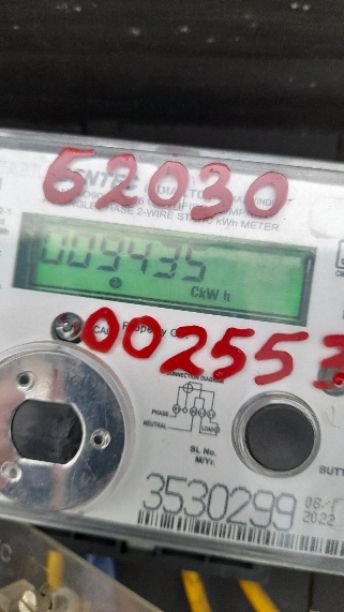 62030
SINGLE PHASE 2-WIRE STATIC kWh METER
009435
CkWh
002553
CONNECTION DIAGRAM
PHASE
NEUTRAL
LOAD
SL No.
M/Yr.
BUTT
3530299
2022